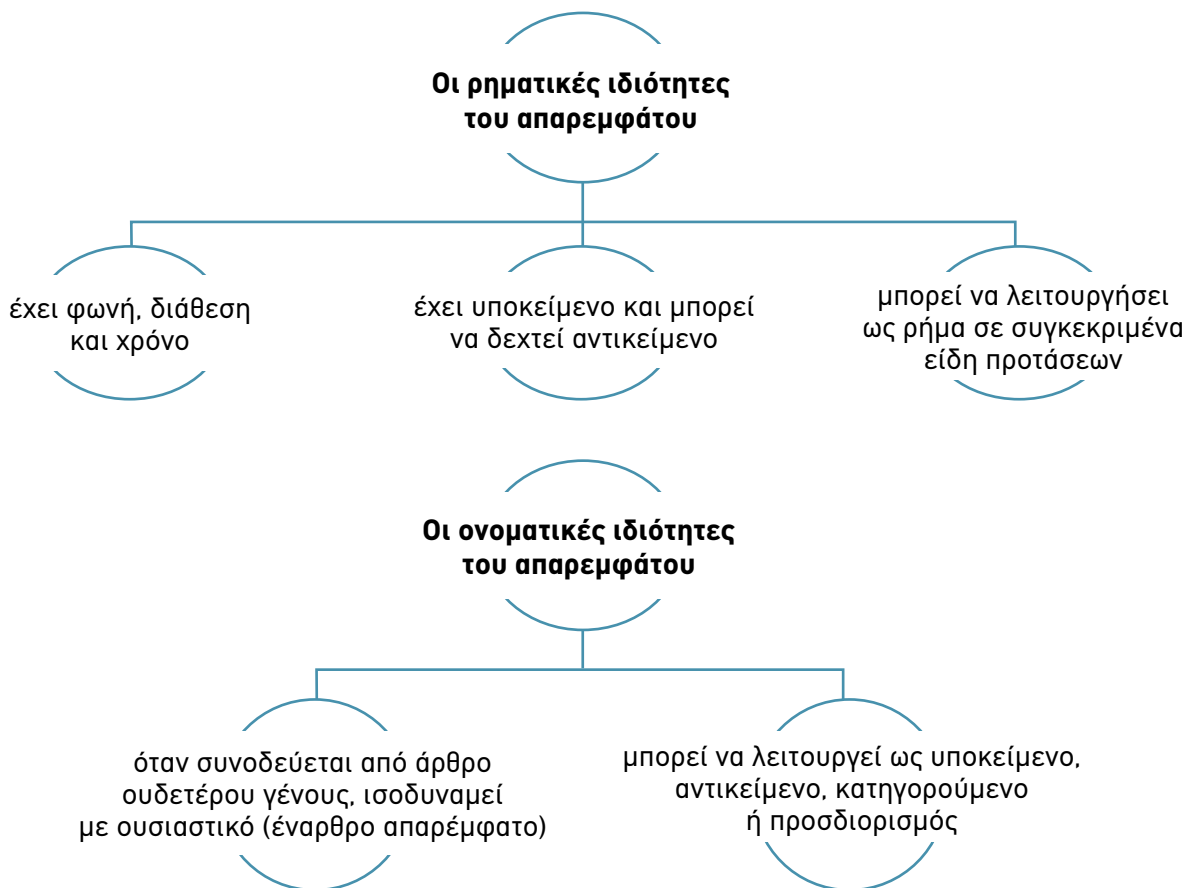 Οι ρηματικές ιδιότητες
του απαρεμφάτου
έχει φωνή, διάθεση
και χρόνο
έχει υποκείμενο και μπορεί
να δεχτεί αντικείμενο
μπορεί να λειτουργήσει
ως ρήμα σε συγκεκριμένα
είδη προτάσεων
Οι ονοματικές ιδιότητες
του απαρεμφάτου
όταν συνοδεύεται από άρθρο
ουδετέρου γένους, ισοδυναμεί
με ουσιαστικό (έναρθρο απαρέμφατο)
μπορεί να λειτουργεί ως υποκείμενο,
αντικείμενο, κατηγορούμενο
ή προσδιορισμός